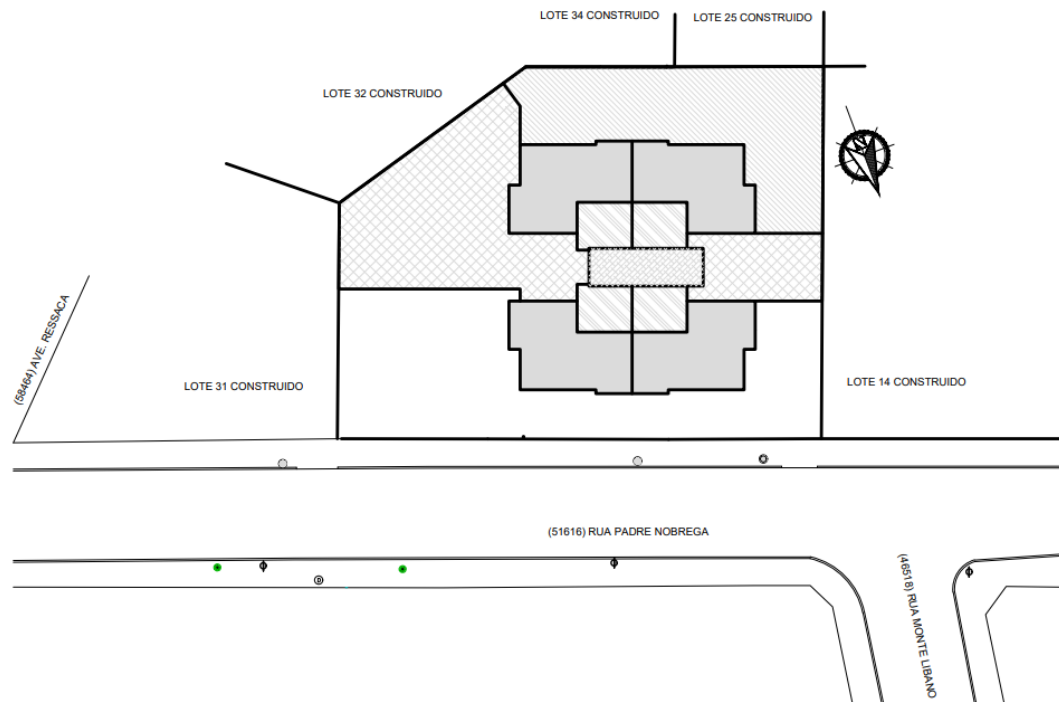 LOTE 34 CONSTRUIDO
LOTE 25 CONSTRUIDO
LOTE 32 CONSTRUIDO
(58464) AVE. RESSACA
LOTE 31 CONSTRUIDO
LOTE 14 CONSTRUIDO
(51616) RUA PADRE NOBREGA
(46518) RUA MONTE LIBANO